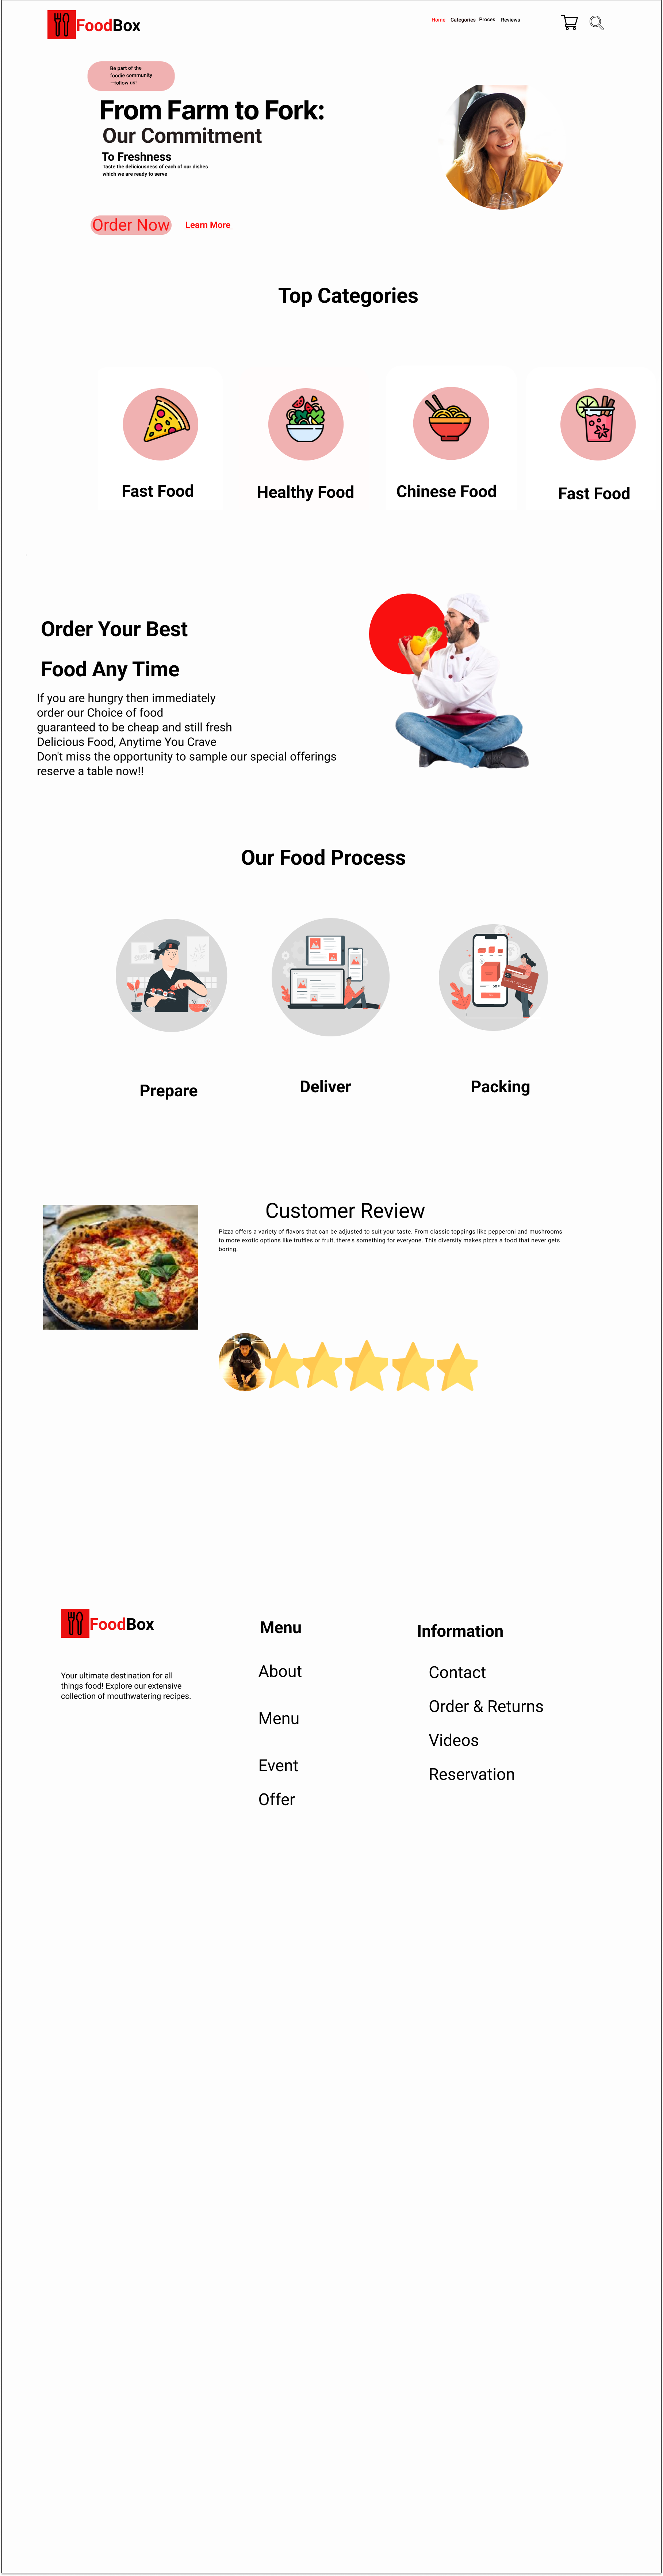 FoodBox
Home Categories Proces Reviews
Be part of the
foodie community
—follow us!
From Farm to Fork:
Our Commitment
To Freshness
Taste the deliciousness of each of our dishes
which we are ready to serve
Order Now Learn More
Top Categories
Fast Food
Healthy Food
Chinese Food
Fast Food
Order Your Best
Food Any Time
If you are hungry then immediately
order our Choice of food
guaranteed to be cheap and still fresh
Delicious Food, Anytime You Crave
Don't miss the opportunity to sample our special offerings
reserve a table now!!
Our Food Process
Prepare
Deliver
Packing
Customer Review
Pizza offers a variety of flavors that can be adjusted to suit your taste. From classic toppings like pepperoni and mushrooms
to more exotic options like truffles or fruit, there's something for everyone. This diversity makes pizza a food that never gets
boring.
FoodBox
Your ultimate destination for all
things food! Explore our extensive
collection of mouthwatering recipes.
Menu
About
Menu
Event
Offer
Information
Contact
Order & Returns
Videos
Reservation